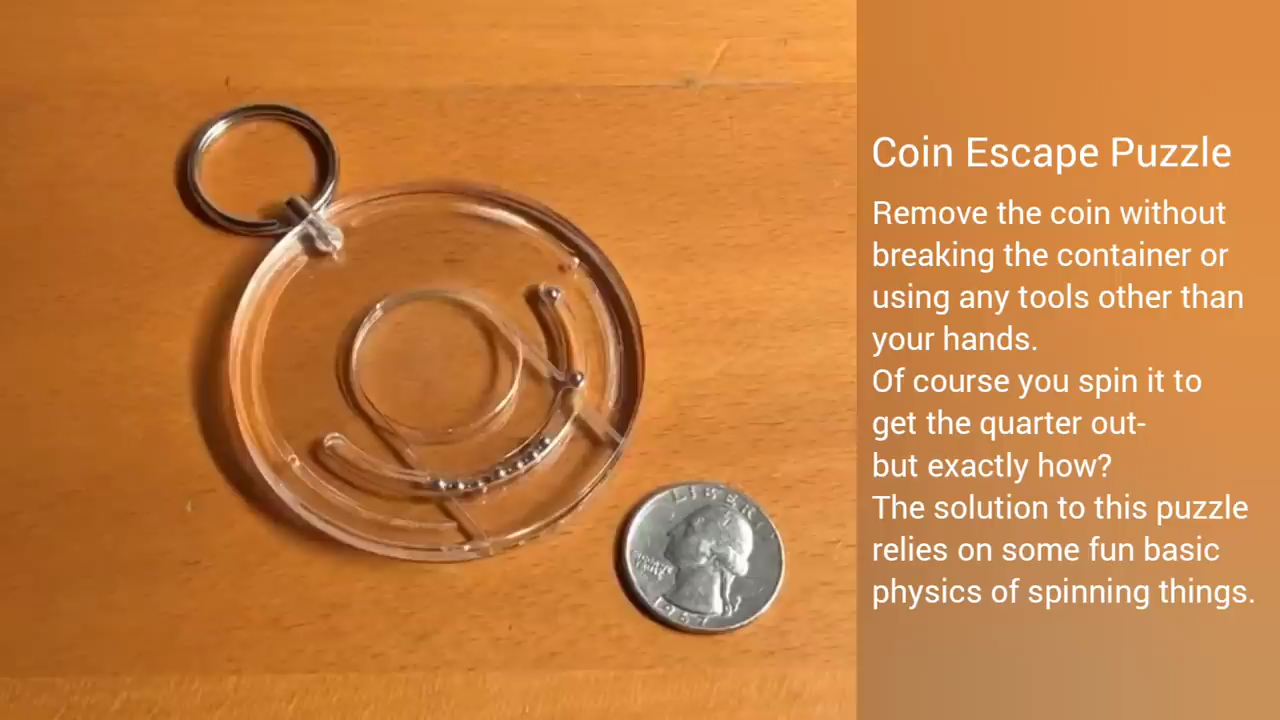 Coin Escape Puzzle
Remove the coin without
breaking the container or
using any tools other than
your hands.
Of course you spin it to
get the quarter out-
but exactly how?
The solution to this puzzle
relies on some fun basic
physics of spinning things.
LIBERTY